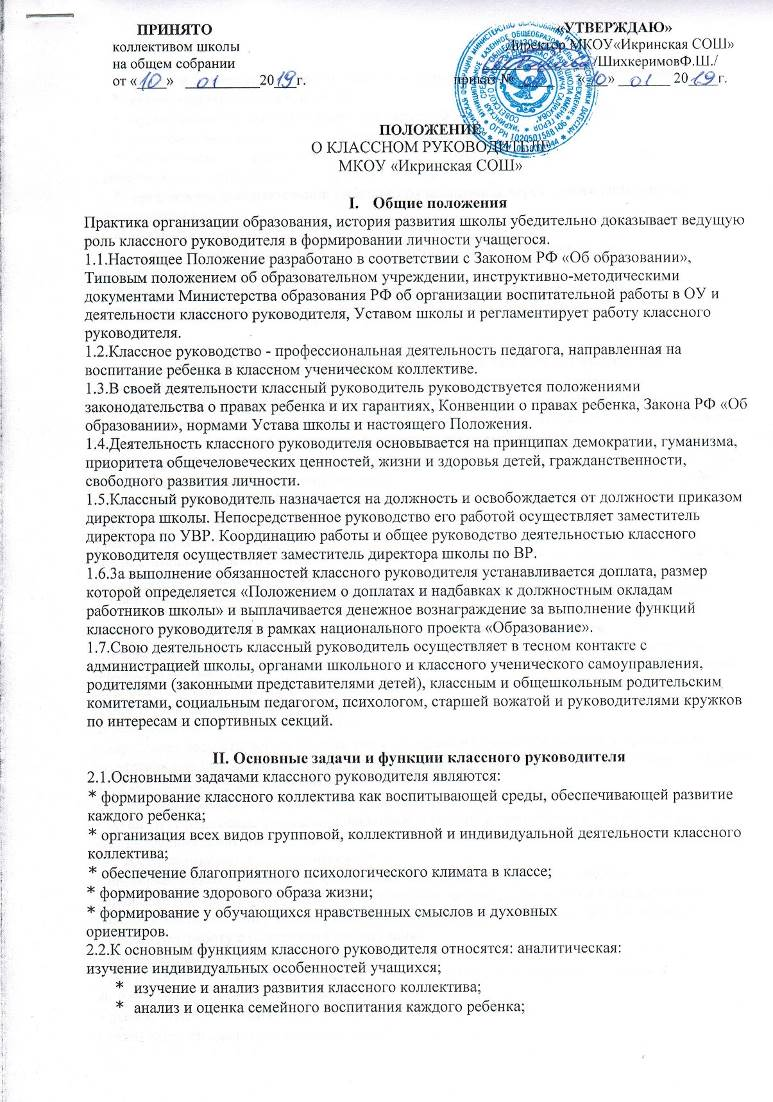 ПРИНЯТО
коллективом школы
на общем собрании
от «10» 01 2019г.
«УТВЕРЖДАЮ»
Директор МКОУ«Икринская СОШ»
/ШихкеримовФ.Ш./
приказ № «10» 01 2019г.
ПОЛОЖЕНИЕ
О КЛАССНОМ РУКОВОДИТЕЛЕ
МКОУ «Икринская СОШ»
I. Общие положения
Практика организации образования, история развития школы убедительно доказывает ведущую
роль классного руководителя в формировании личности учащегося.
1.1.Настоящее Положение разработано в соответствии с Законом РФ «Об образовании»,
Типовым положением об образовательном учреждении, инструктивно-методическими
документами Министерства образования РФ об организации воспитательной работы в ОУ и
деятельности классного руководителя, Уставом школы и регламентирует работу классного
руководителя.
1.2.Классное руководство - профессиональная деятельность педагога, направленная на
воспитание ребенка в классном ученическом коллективе.
1.3.В своей деятельности классный руководитель руководствуется положениями
законодательства о правах ребенка и их гарантиях, Конвенции о правах ребенка, Закона РФ «Об
образовании», нормами Устава школы и настоящего Положения.
1.4.Деятельность классного руководителя основывается на принципах демократии, гуманизма,
приоритета общечеловеческих ценностей, жизни и здоровья детей, гражданственности,
свободного развития личности.
1.5.Классный руководитель назначается на должность и освобождается от должности приказом
директора школы. Непосредственное руководство его работой осуществляет заместитель
директора по УВР. Координацию работы и общее руководство деятельностью классного
руководителя осуществляет заместитель директора школы по ВР.
1.6.За выполнение обязанностей классного руководителя устанавливается доплата, размер
которой определяется «Положением о доплатах и надбавках к должностным окладам
работников школы» и выплачивается денежное вознаграждение за выполнение функций
классного руководителя в рамках национального проекта «Образование».
1.7.Свою деятельность классный руководитель осуществляет в тесном контакте с
администрацией школы, органами школьного и классного ученического самоуправления,
родителями (законными представителями детей), классным и общешкольным родительским
комитетами, социальным педагогом, психологом, старшей вожатой и руководителями кружков
по интересам и спортивных секций.
II. Основные задачи и функции классного руководителя
2.1.Основными задачами классного руководителя являются:
* формирование классного коллектива как воспитывающей среды, обеспечивающей развитие
каждого ребенка;
* организация всех видов групповой, коллективной и индивидуальной деятельности классного
коллектива;
* обеспечение благоприятного психологического климата в классе;
* формирование здорового образа жизни;
* формирование у обучающихся нравственных смыслов и духовных
ориентиров.
2.2.К основным функциям классного руководителя относятся: аналитическая:
изучение индивидуальных особенностей учащихся;
* изучение и анализ развития классного коллектива;
* анализ и оценка семейного воспитания каждого ребенка;